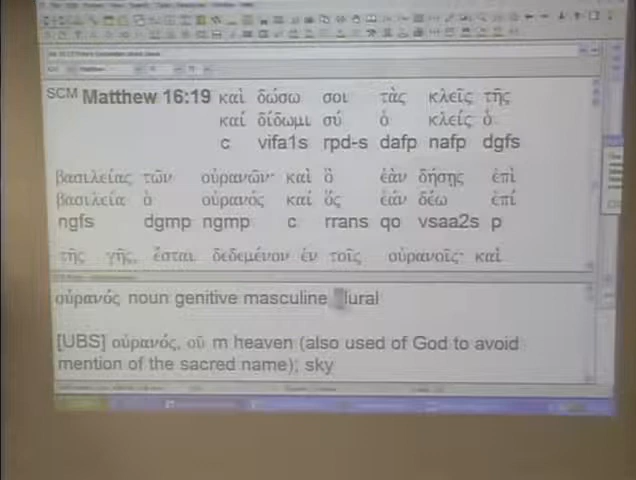 SCM Matthew 16:19 καὶ δώσω σοι τὰς κλεῖς τῆς
καί δίδωμι σύ ὁ κλείς ὁ
c vifa1s rpd-s dafp nafp dgfs
βασιλείας τῶν οὐρανῶν· καὶ ὃ ἐὰν δήσῃς ἐπὶ
βασιλεία ὁ οὐρανός καί ὅς ἐάν δέω ἐπί
ngfs dgmp ngmp c rrans qo vsaa2s p
τῆς γῆς, ἔσται δεδεμένον ἐν τοῖς οὐρανοῖς· καὶ
οὐρανός noun genitive masculine lural
[UBS] οὐρανός, οῦ m heaven (also used of God to avoid
mention of the sacred name); sky